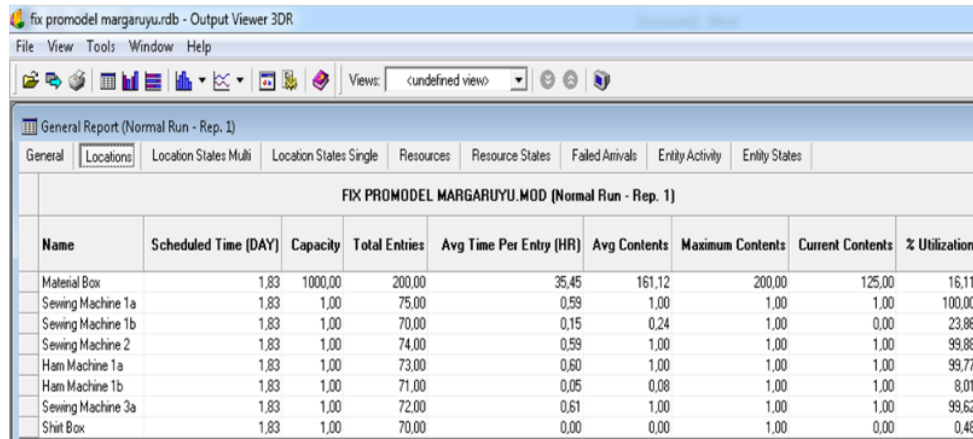 fix promodel margaruyu.rdb - Output Viewer 3DR
File View Tools Window Help
Views: <undefined view>
General Report (Normal Run - Rep. 1)
General Locations Location States Multi Location States Single Resources Resource States Failed Arrivals Entity Activity Entity States
FIX PROMODEL MARGARUYU.MOD (Normal Run - Rep. 1)
Name Scheduled Time (DAY) Capacity Total Entries Avg Time Per Entry (HR) Avg Contents Maximum Contents Current Contents % Utilization
Material Box 1,83 1000,00 200,00 35,45 161,12 200,00 125,00 16,11
Sewing Machine 1a 1,83 1,00 75,00 0,59 1,00 1,00 1,00 100,00
Sewing Machine 1b 1,83 1,00 70,00 0,15 0,24 1,00 0,00 23,86
Sewing Machine 2 1,83 1,00 74,00 0,59 1,00 1,00 1,00 99,88
Ham Machine 1a 1,83 1,00 73,00 0,60 1,00 1,00 1,00 99,77
Ham Machine 1b 1,83 1,00 71,00 0,05 0,08 1,00 1,00 8,01
Sewing Machine 3a 1,83 1,00 72,00 0,61 1,00 1,00 1,00 99,62
Shirt Box 1,83 1,00 70,00 0,00 0,00 1,00 0,00 0,48